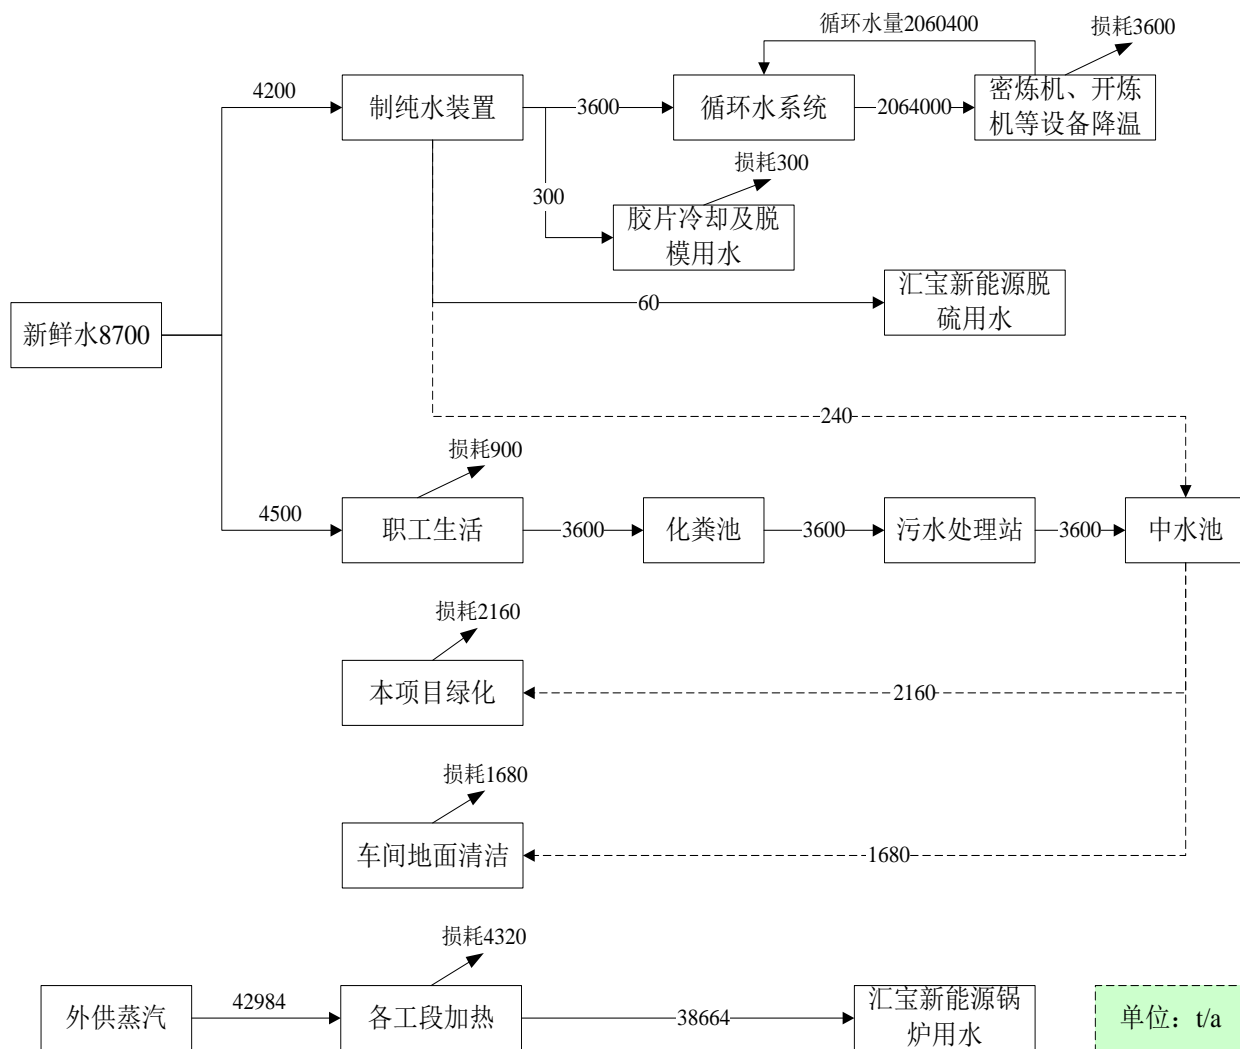 循环水量2060400
损耗3600
4200
制纯水装置
3600
循环水系统
2064000
密炼机、开炼
机等设备降温
损耗300
300
胶片冷却及脱
模用水
60
汇宝新能源脱
硫用水
新鲜水8700
240
损耗900
4500
职工生活
3600
化粪池
3600
污水处理站
3600
中水池
损耗2160
本项目绿化
2160
损耗1680
车间地面清洁
1680
损耗4320
外供蒸汽
42984
各工段加热
38664
汇宝新能源锅
炉用水
单位：t/a